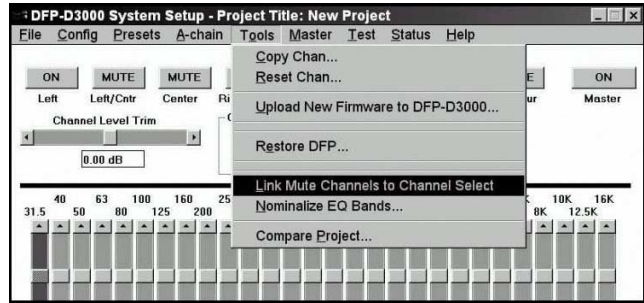 DFP-D3000 System Setup - Project Title: New Project
File Config Presets A-chain Tools Master Test Status Help
Copy Chan...
Reset Chan...
Upload New Firmware to DFP-D3000...
Restore DFP...
Link Mute Channels to Channel Select
Nominalize EQ Bands...
Compare Project...
ON MUTE MUTE ON
Left Left/Cntr Center Master
Channel Level Trim
0.00 dB
40 63 100 160 10K 16K
31.5 50 80 125 200 8K 12.5K